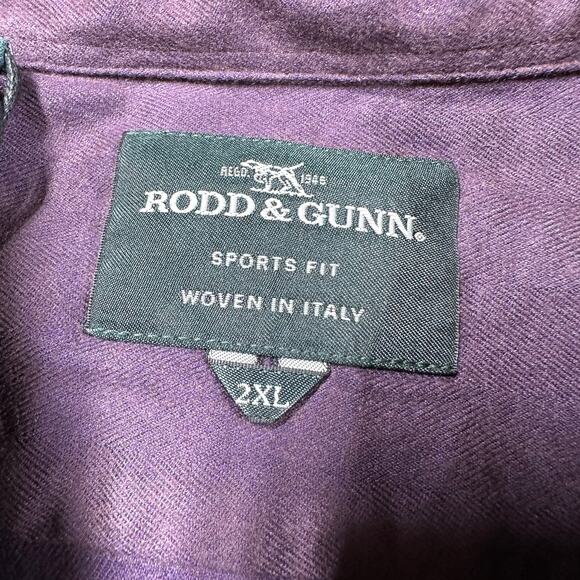 REGD. 1946
RODD & GUNN®
SPORTS FIT
WOVEN IN ITALY
2XL